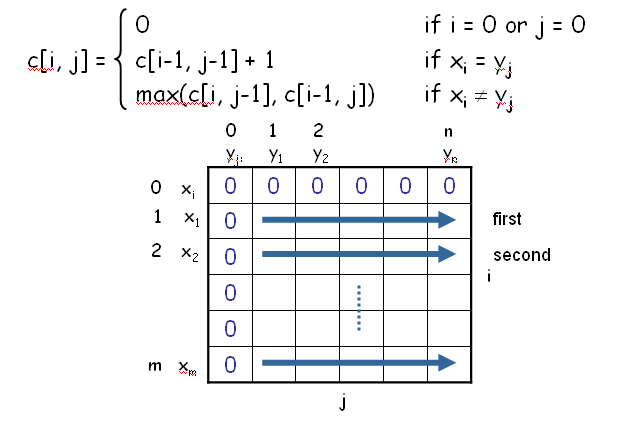 c[i, j] = 0 if i = 0 or j = 0
c[i-1, j-1] + 1 if xᵢ = yⱼ
max(c[i, j-1], c[i-1, j]) if xᵢ ≠ yⱼ
0 1 2 n
yⱼ: y₁ y₂ yₙ
0 xᵢ 0 0 0 0 0 0
1 x₁ 0 first
2 x₂ 0 second
i
0
0
m xₘ 0
j